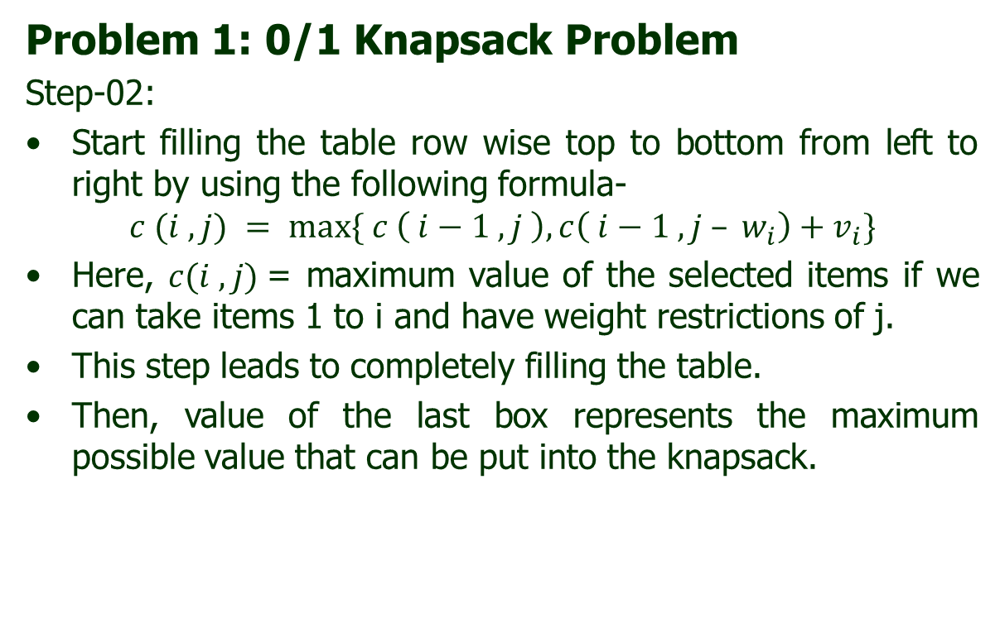 Problem 1: 0/1 Knapsack Problem
Step-02:
• Start filling the table row wise top to bottom from left to
right by using the following formula-
c (i ,j) = max{ c ( i − 1 ,j ),c( i − 1 ,j – wᵢ) + vᵢ}
• Here, c(i ,j) = maximum value of the selected items if we
can take items 1 to i and have weight restrictions of j.
• This step leads to completely filling the table.
• Then, value of the last box represents the maximum
possible value that can be put into the knapsack.